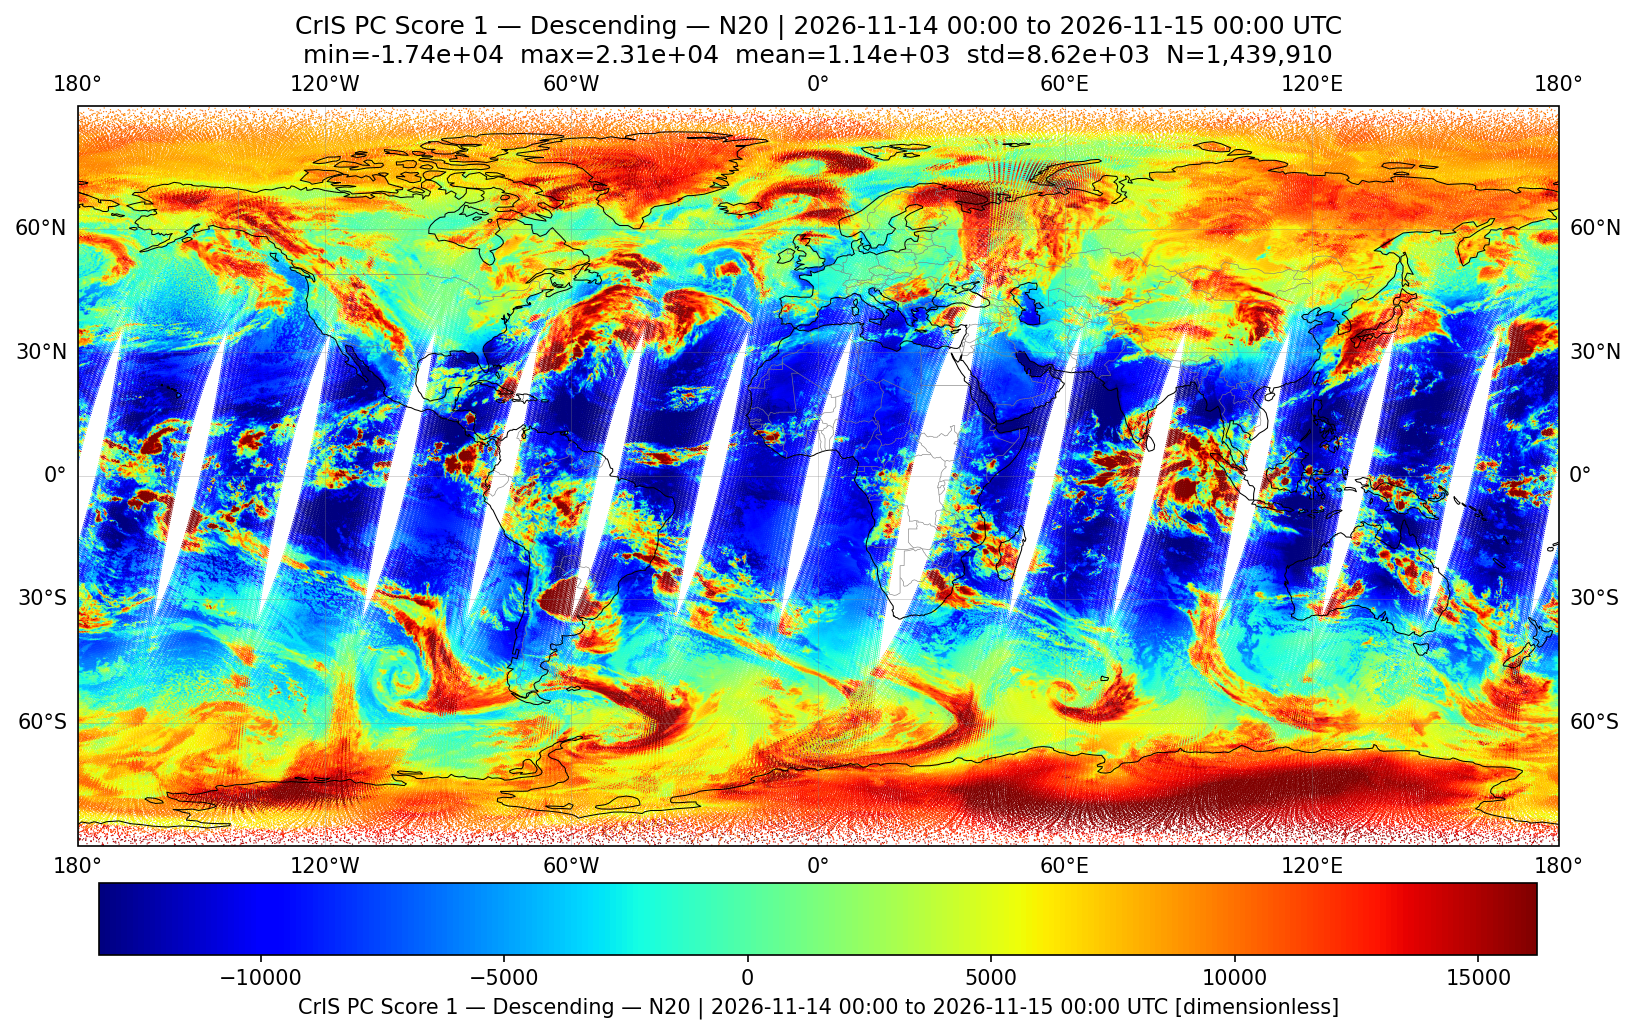 CrIS PC Score 1 — Descending — N20 | 2026-11-14 00:00 to 2026-11-15 00:00 UTC
min=-1.74e+04  max=2.31e+04  mean=1.14e+03  std=8.62e+03  N=1,439,910
180° 120°W 60°W 0° 60°E 120°E 180°
60°N 60°N
30°N 30°N
0° 0°
30°S 30°S
60°S 60°S
180° 120°W 60°W 0° 60°E 120°E 180°
−10000 −5000 0 5000 10000 15000
CrIS PC Score 1 — Descending — N20 | 2026-11-14 00:00 to 2026-11-15 00:00 UTC [dimensionless]